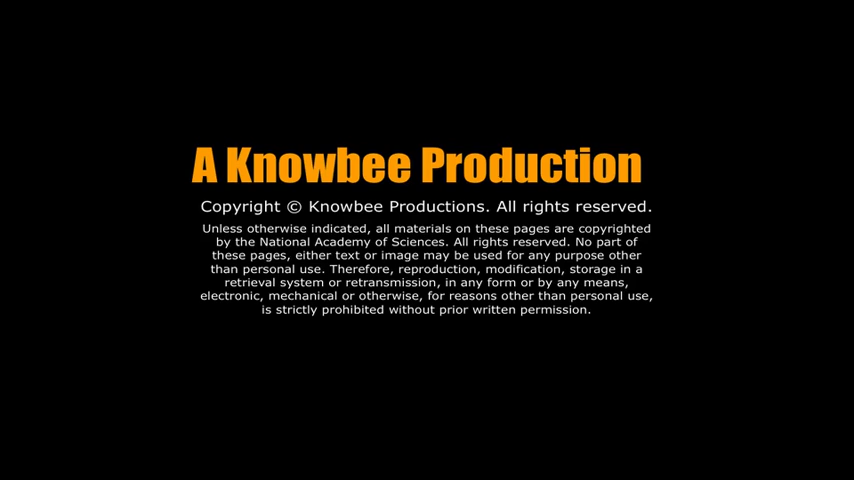 A Knowbee Production
Copyright © Knowbee Productions. All rights reserved.
Unless otherwise indicated, all materials on these pages are copyrighted
by the National Academy of Sciences. All rights reserved. No part of
these pages, either text or image may be used for any purpose other
than personal use. Therefore, reproduction, modification, storage in a
retrieval system or retransmission, in any form or by any means,
electronic, mechanical or otherwise, for reasons other than personal use,
is strictly prohibited without prior written permission.